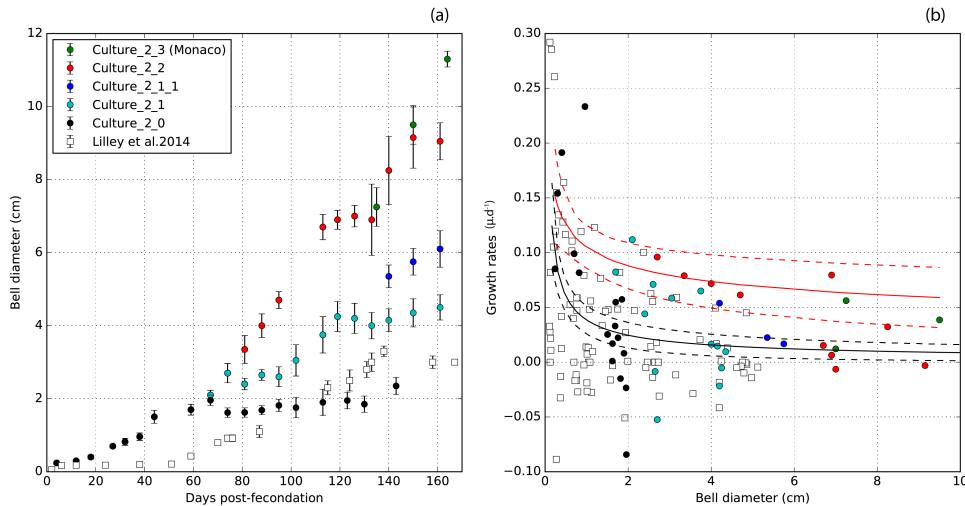 (a)
12
10
8
6
4
2
0
Bell diameter (cm)
Culture_2_3 (Monaco)
Culture_2_2
Culture_2_1_1
Culture_2_1
Culture_2_0
Lilley et al.2014
0 20 40 60 80 100 120 140 160
Days post-fecondation
(b)
0.30
0.25
0.20
0.15
0.10
0.05
0.00
−0.05
−0.10
Growth rates (μ.d⁻¹)
0 2 4 6 8 10
Bell diameter (cm)